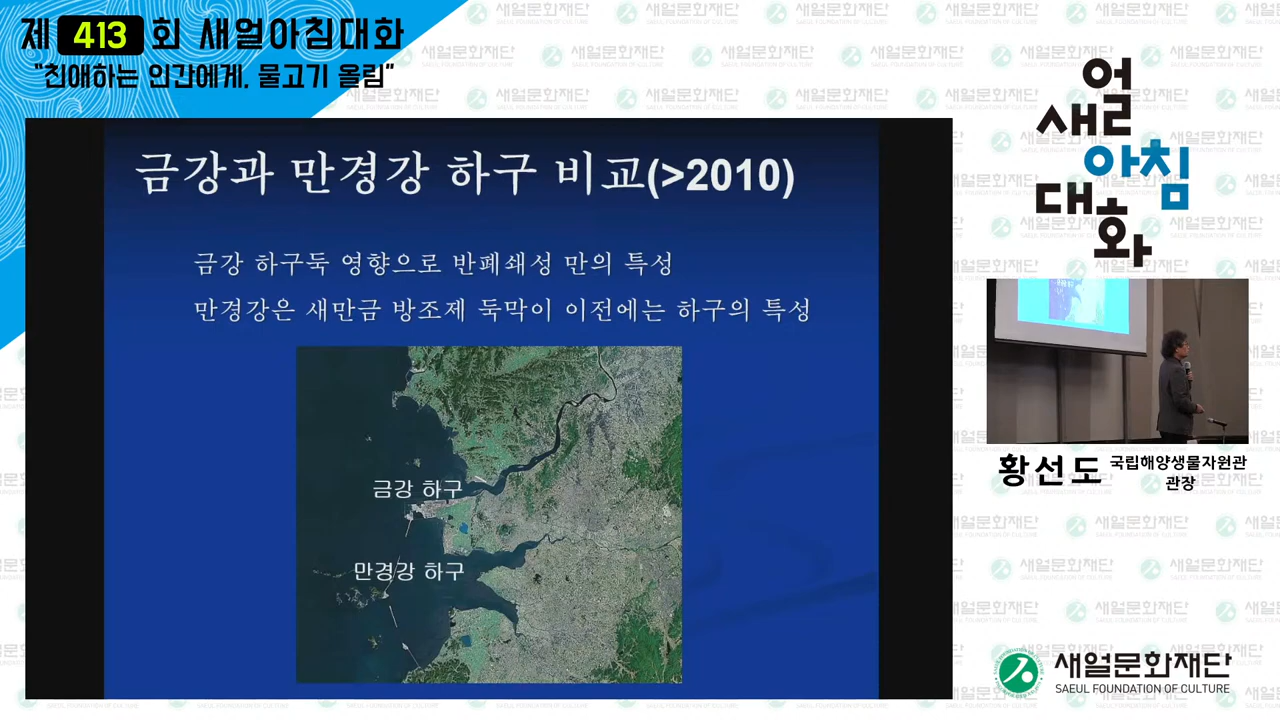 제 413 회 새얼아침대화
"친애하는 인간에게, 물고기 올림"
금강과 만경강 하구 비교(>2010)
금강 하구둑 영향으로 반폐쇄성 만의 특성
만경강은 새만금 방조제 둑막이 이전에는 하구의 특성
금강 하구
만경강 하구
새얼
아침
대화
황선도 국립해양생물자원관
관장
새얼문화재단
SAEUL FOUNDATION OF CULTURE